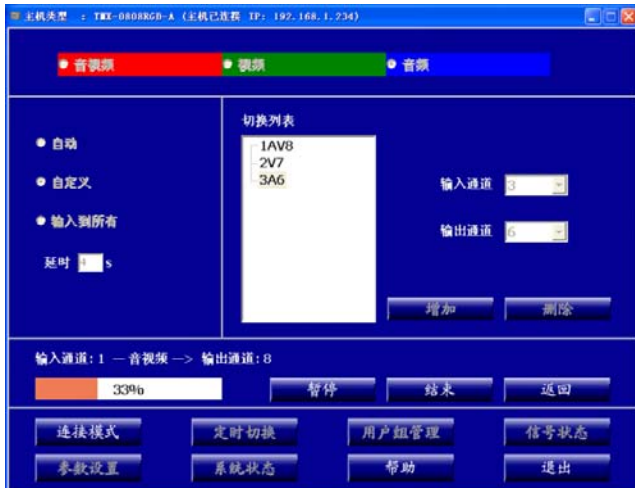 主机类型 : TMX-0808RGB-A (主机已连接 IP: 192.168.1.234)
音视频 视频 音频
切换列表
自动
1AV8
2V7
自定义
3A6
输入通道 3
输入到所有
输出通道 6
延时 4 s
增加 删除
输入通道: 1 — 音视频 —> 输出通道: 8
33% 暂停 结束 返回
连接模式 定时切换 用户组管理 信号状态
参数设置 系统状态 帮助 退出